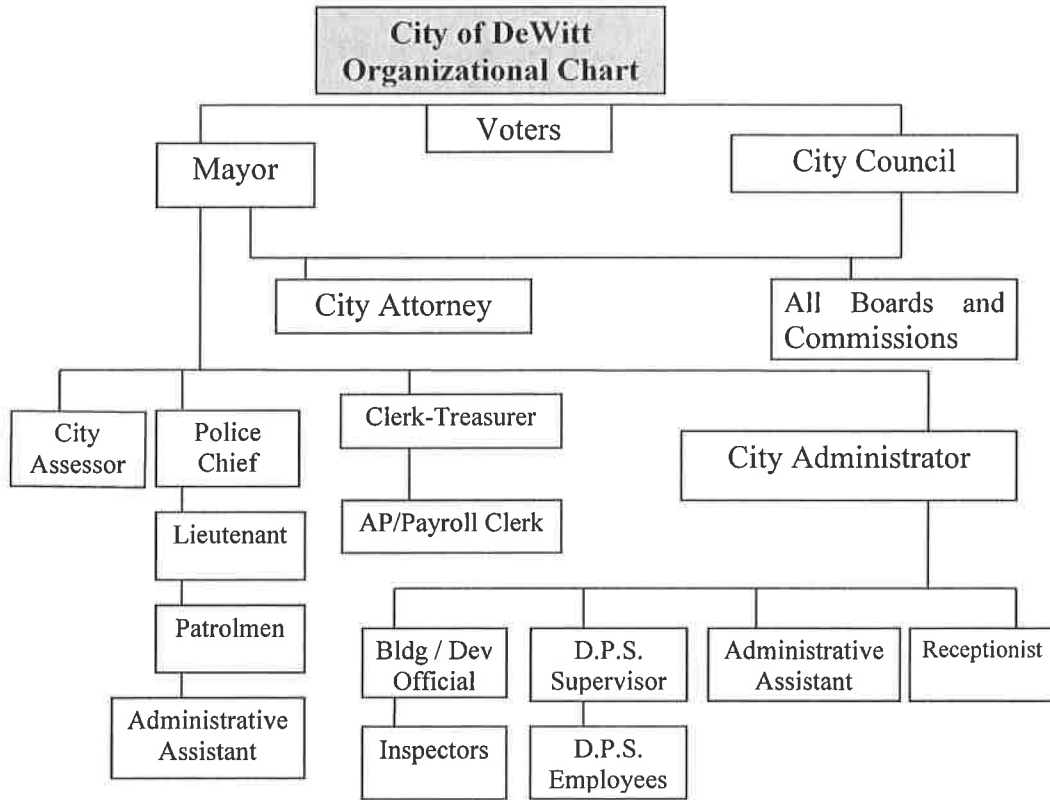 City of DeWitt
Organizational Chart
Voters
Mayor
City Council
City Attorney
All Boards and
Commissions
City
Assessor
Police
Chief
Clerk-Treasurer
City Administrator
Lieutenant
AP/Payroll Clerk
Patrolmen
Administrative
Assistant
Bldg / Dev
Official
D.P.S.
Supervisor
Administrative
Assistant
Receptionist
Inspectors
D.P.S.
Employees